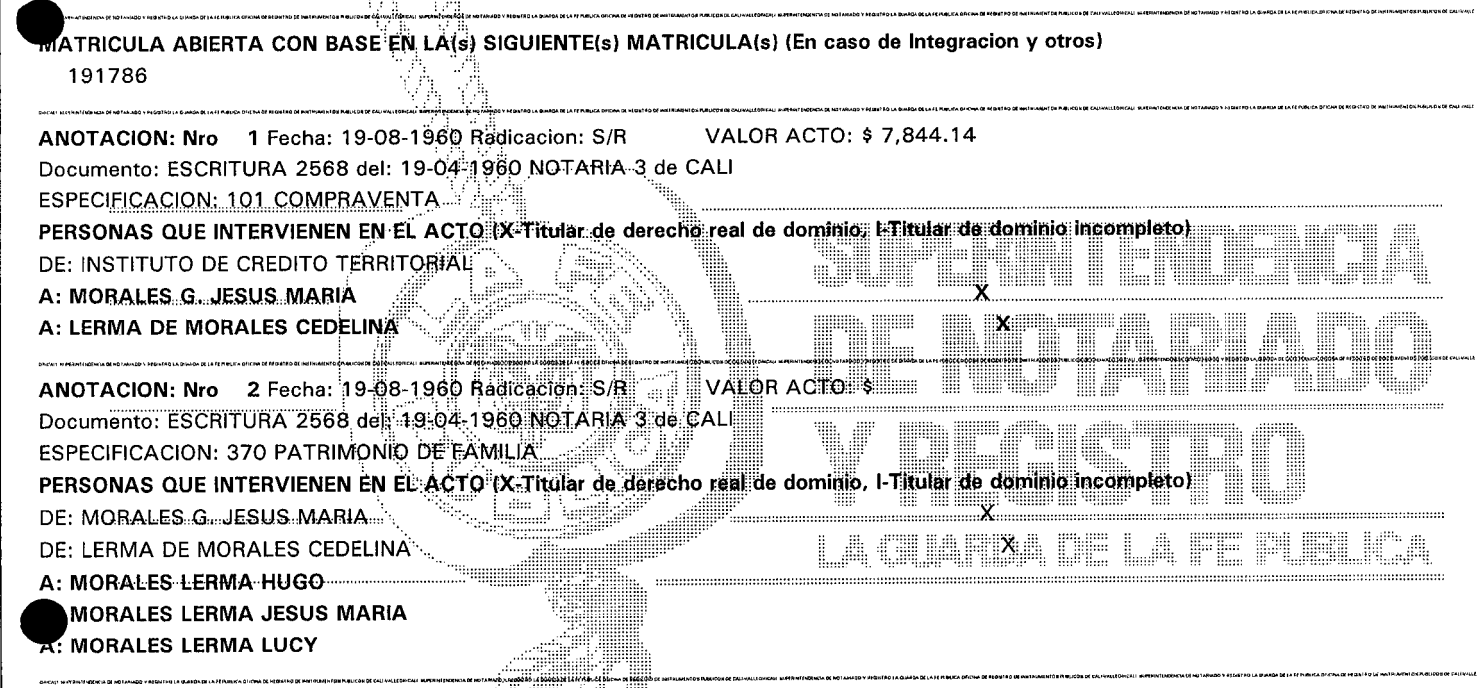 MATRICULA ABIERTA CON BASE EN LA(s) SIGUIENTE(s) MATRICULA(s) (En caso de Integracion y otros)
191786
ANOTACION: Nro 1 Fecha: 19-08-1960 Radicacion: S/R VALOR ACTO: $ 7,844.14
Documento: ESCRITURA 2568 del: 19-04-1960 NOTARIA 3 de CALI
ESPECIFICACION: 101 COMPRAVENTA
PERSONAS QUE INTERVIENEN EN EL ACTO (X-Titular de derecho real de dominio, I-Titular de dominio incompleto)
DE: INSTITUTO DE CREDITO TERRITORIAL
A: MORALES G. JESUS MARIA X
A: LERMA DE MORALES CEDELINA X
ANOTACION: Nro 2 Fecha: 19-08-1960 Radicacion: S/R VALOR ACTO: $
Documento: ESCRITURA 2568 del: 19-04-1960 NOTARIA 3 de CALI
ESPECIFICACION: 370 PATRIMONIO DE FAMILIA
PERSONAS QUE INTERVIENEN EN EL ACTO (X-Titular de derecho real de dominio, I-Titular de dominio incompleto)
DE: MORALES G. JESUS MARIA X
DE: LERMA DE MORALES CEDELINA X
A: MORALES LERMA HUGO
MORALES LERMA JESUS MARIA
A: MORALES LERMA LUCY
SUPERINTENDENCIA
DE NOTARIADO
Y REGISTRO
LA GUARDA DE LA FE PUBLICA